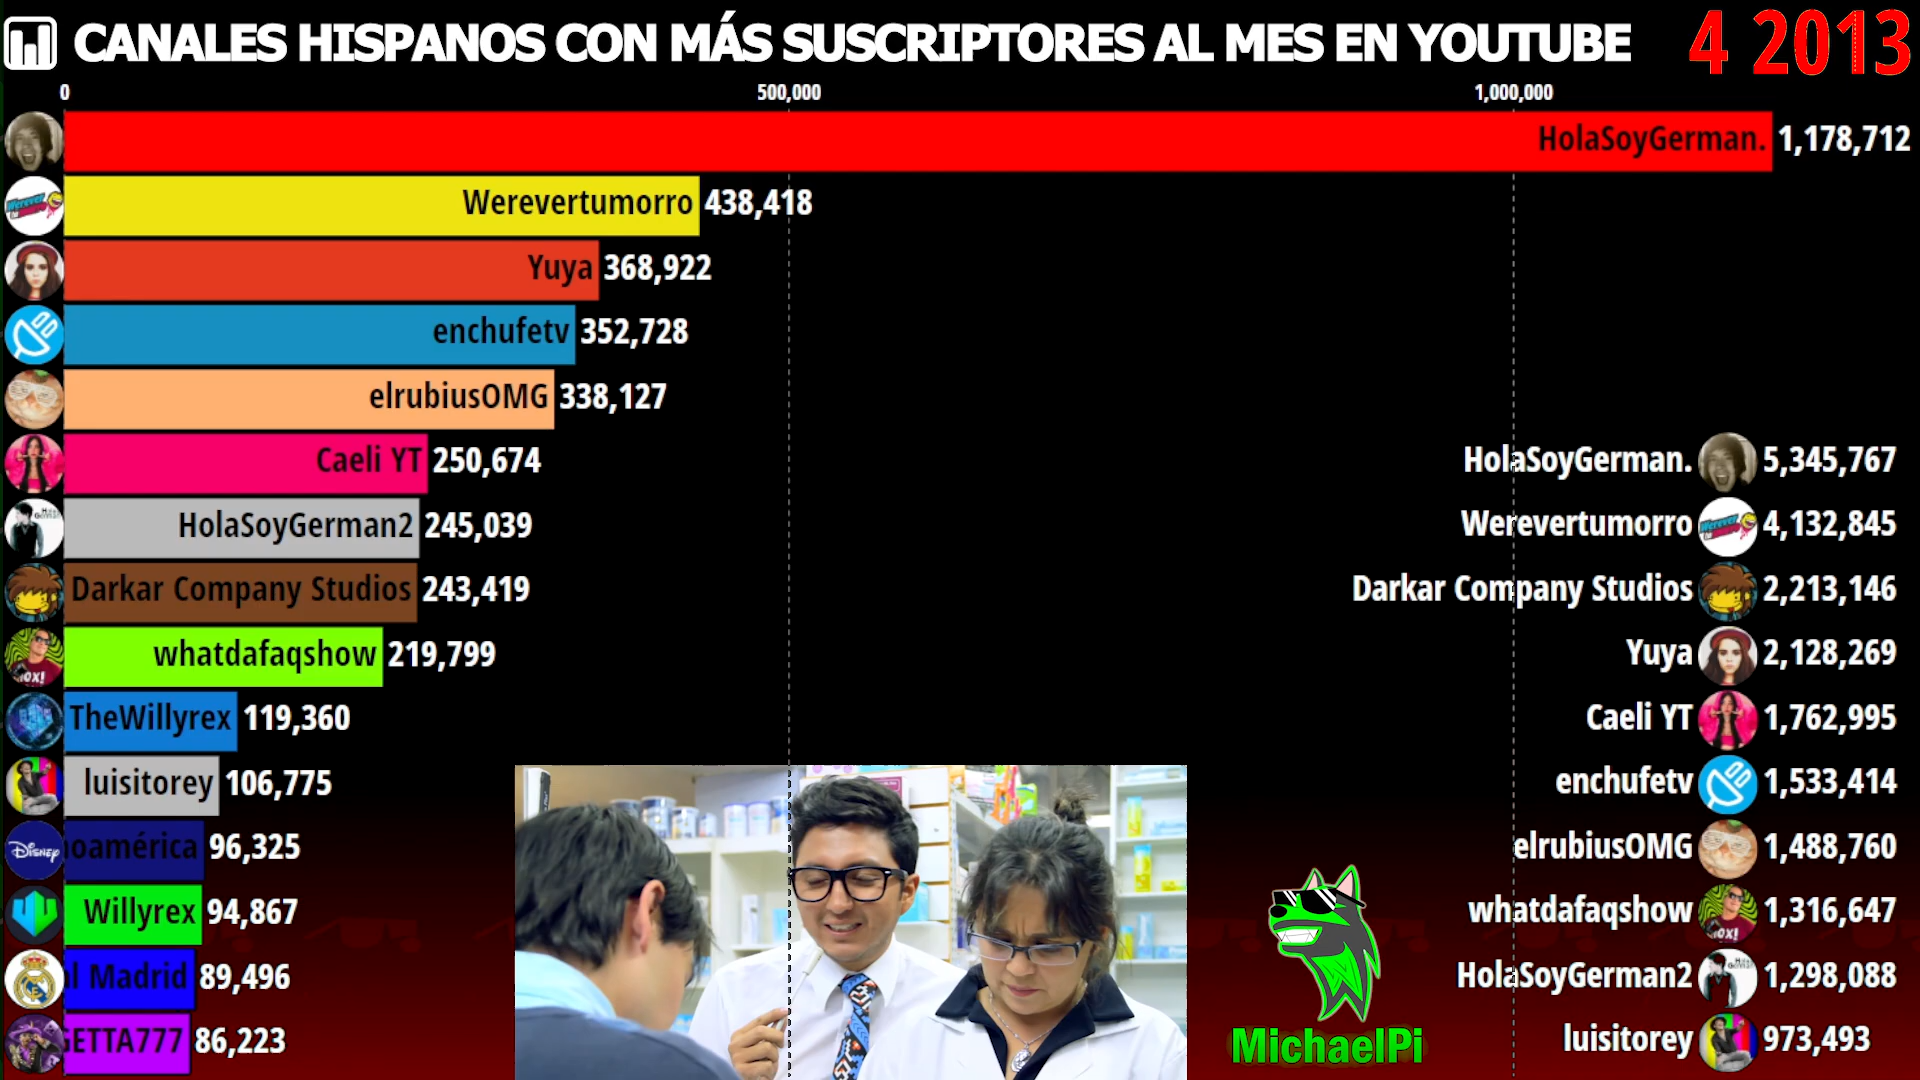 CANALES HISPANOS CON MÁS SUSCRIPTORES AL MES EN YOUTUBE 4 2013
0 500,000 1,000,000
HolaSoyGerman. 1,178,712
Werevertumorro 438,418
Yuya 368,922
enchufetv 352,728
elrubiusOMG 338,127
Caeli YT 250,674
HolaSoyGerman2 245,039
Darkar Company Studios 243,419
whatdafaqshow 219,799
TheWillyrex 119,360
luisitorey 106,775
Disney oamérica 96,325
Willyrex 94,867
l Madrid 89,496
GETTA777 86,223
HolaSoyGerman. 5,345,767
Werevertumorro 4,132,845
Darkar Company Studios 2,213,146
Yuya 2,128,269
Caeli YT 1,762,995
enchufetv 1,533,414
elrubiusOMG 1,488,760
whatdafaqshow 1,316,647
HolaSoyGerman2 1,298,088
luisitorey 973,493
MichaelPi